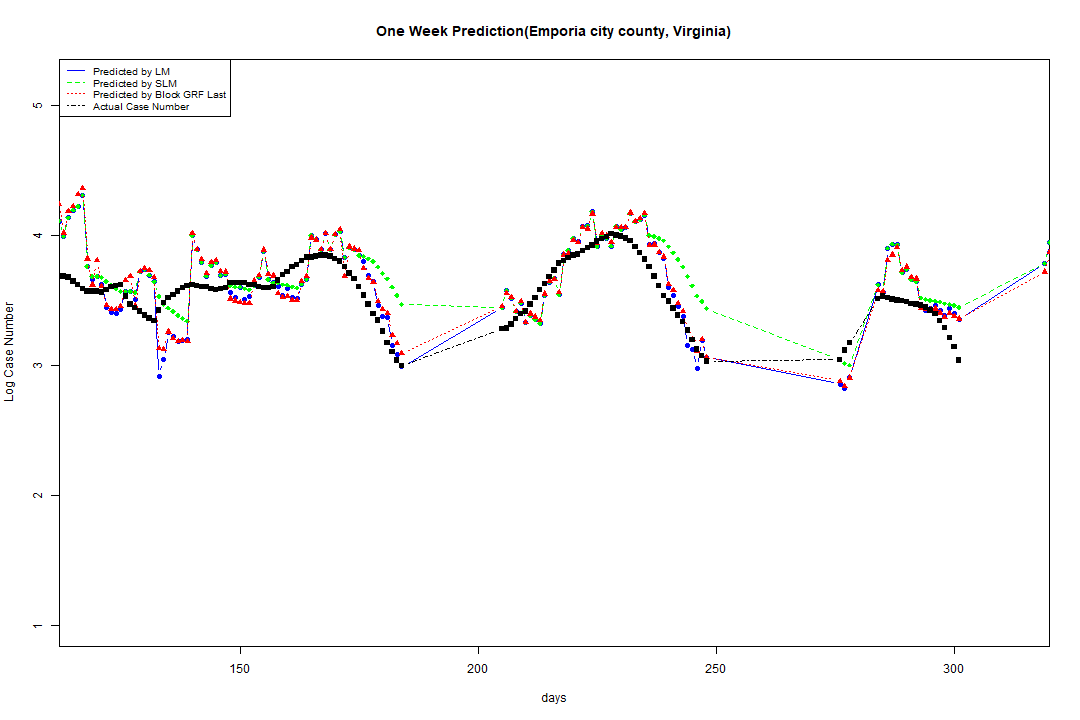 One Week Prediction(Emporia city county, Virginia)
Predicted by LM
Predicted by SLM
Predicted by Block GRF Last
Actual Case Number
5
4
3
2
1
Log Case Number
150
200
250
300
days